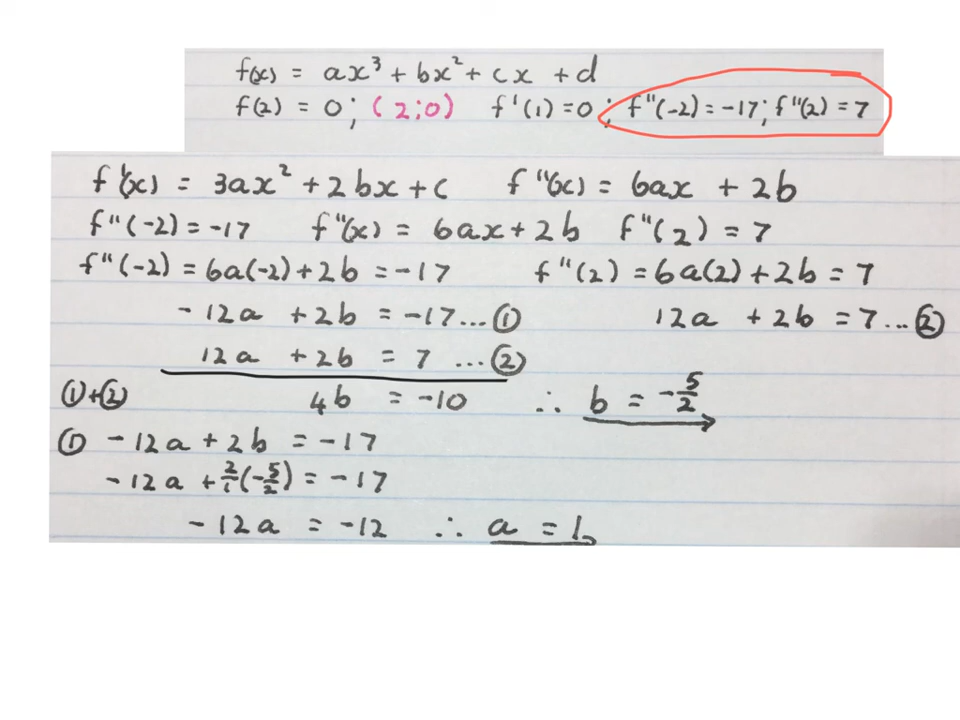 f(x) = ax³ + bx² + cx + d
f(2) = 0; (2;0) f'(1) = 0; f''(-2) = -17; f''(2) = 7
f'(x) = 3ax² + 2bx + c f''(x) = 6ax + 2b
f''(-2) = -17 f''(x) = 6ax + 2b f''(2) = 7
f''(-2) = 6a(-2) + 2b = -17 f''(2) = 6a(2) + 2b = 7
-12a + 2b = -17 ... ① 12a + 2b = 7 ... ②
12a + 2b = 7 ... ②
①+② 4b = -10 ∴ b = -5/2
① -12a + 2b = -17
-12a + 2/1(-5/2) = -17
-12a = -12 ∴ a = 1